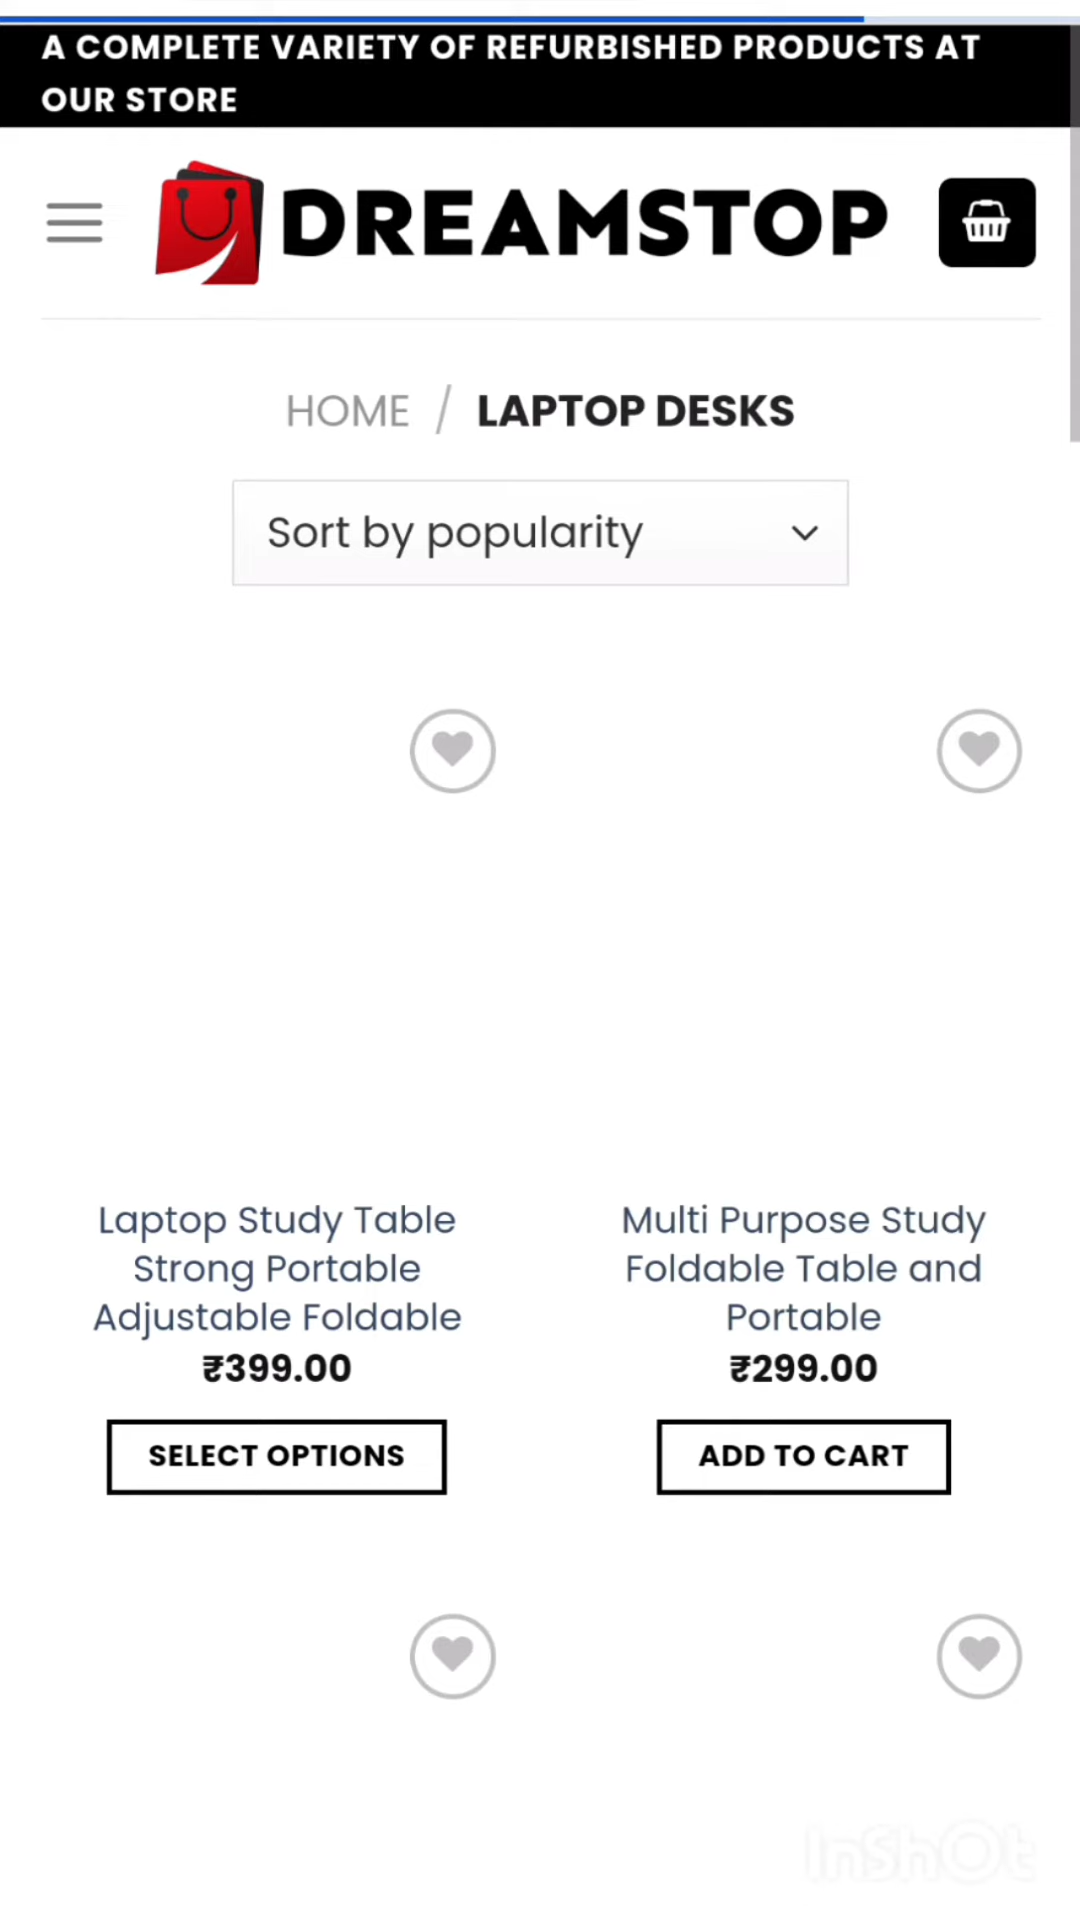 A COMPLETE VARIETY OF REFURBISHED PRODUCTS AT
OUR STORE
DREAMSTOP
HOME / LAPTOP DESKS
Sort by popularity
Laptop Study Table
Strong Portable
Adjustable Foldable
₹399.00
SELECT OPTIONS
Multi Purpose Study
Foldable Table and
Portable
₹299.00
ADD TO CART
InShOt